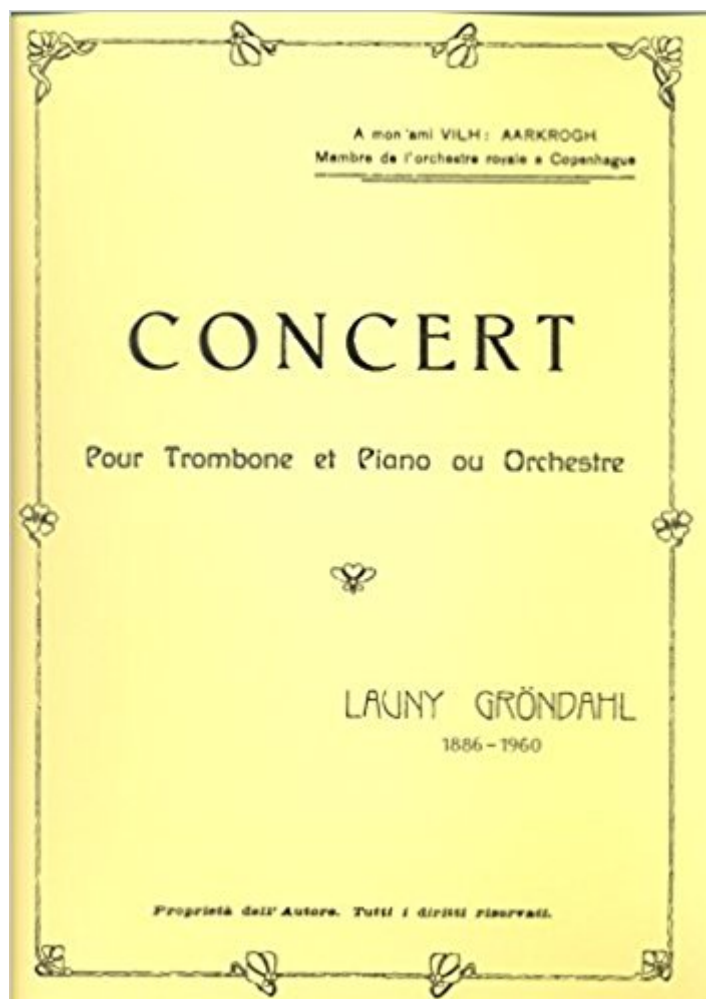 A mon 'ami VILH: AARKROGH
Membre de l'orchestre royale a Copenhague
CONCERT
Pour Trombone et Piano ou Orchestre
LAUNY GRÖNDAHL
1886 – 1960
Proprietà dell'Autore. Tutti i diritti riservati.